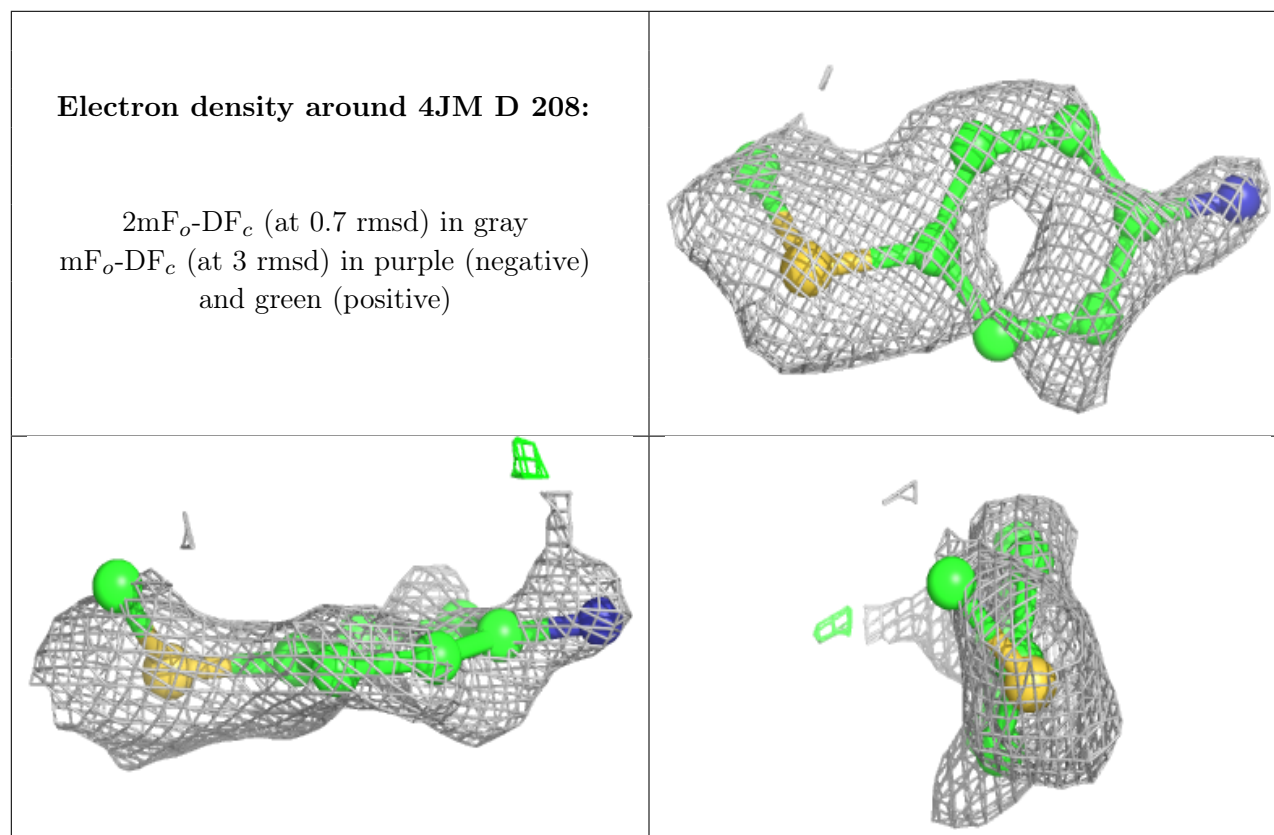 Electron density around 4JM D 208:
2mFo-DFc (at 0.7 rmsd) in gray
mFo-DFc (at 3 rmsd) in purple (negative)
and green (positive)